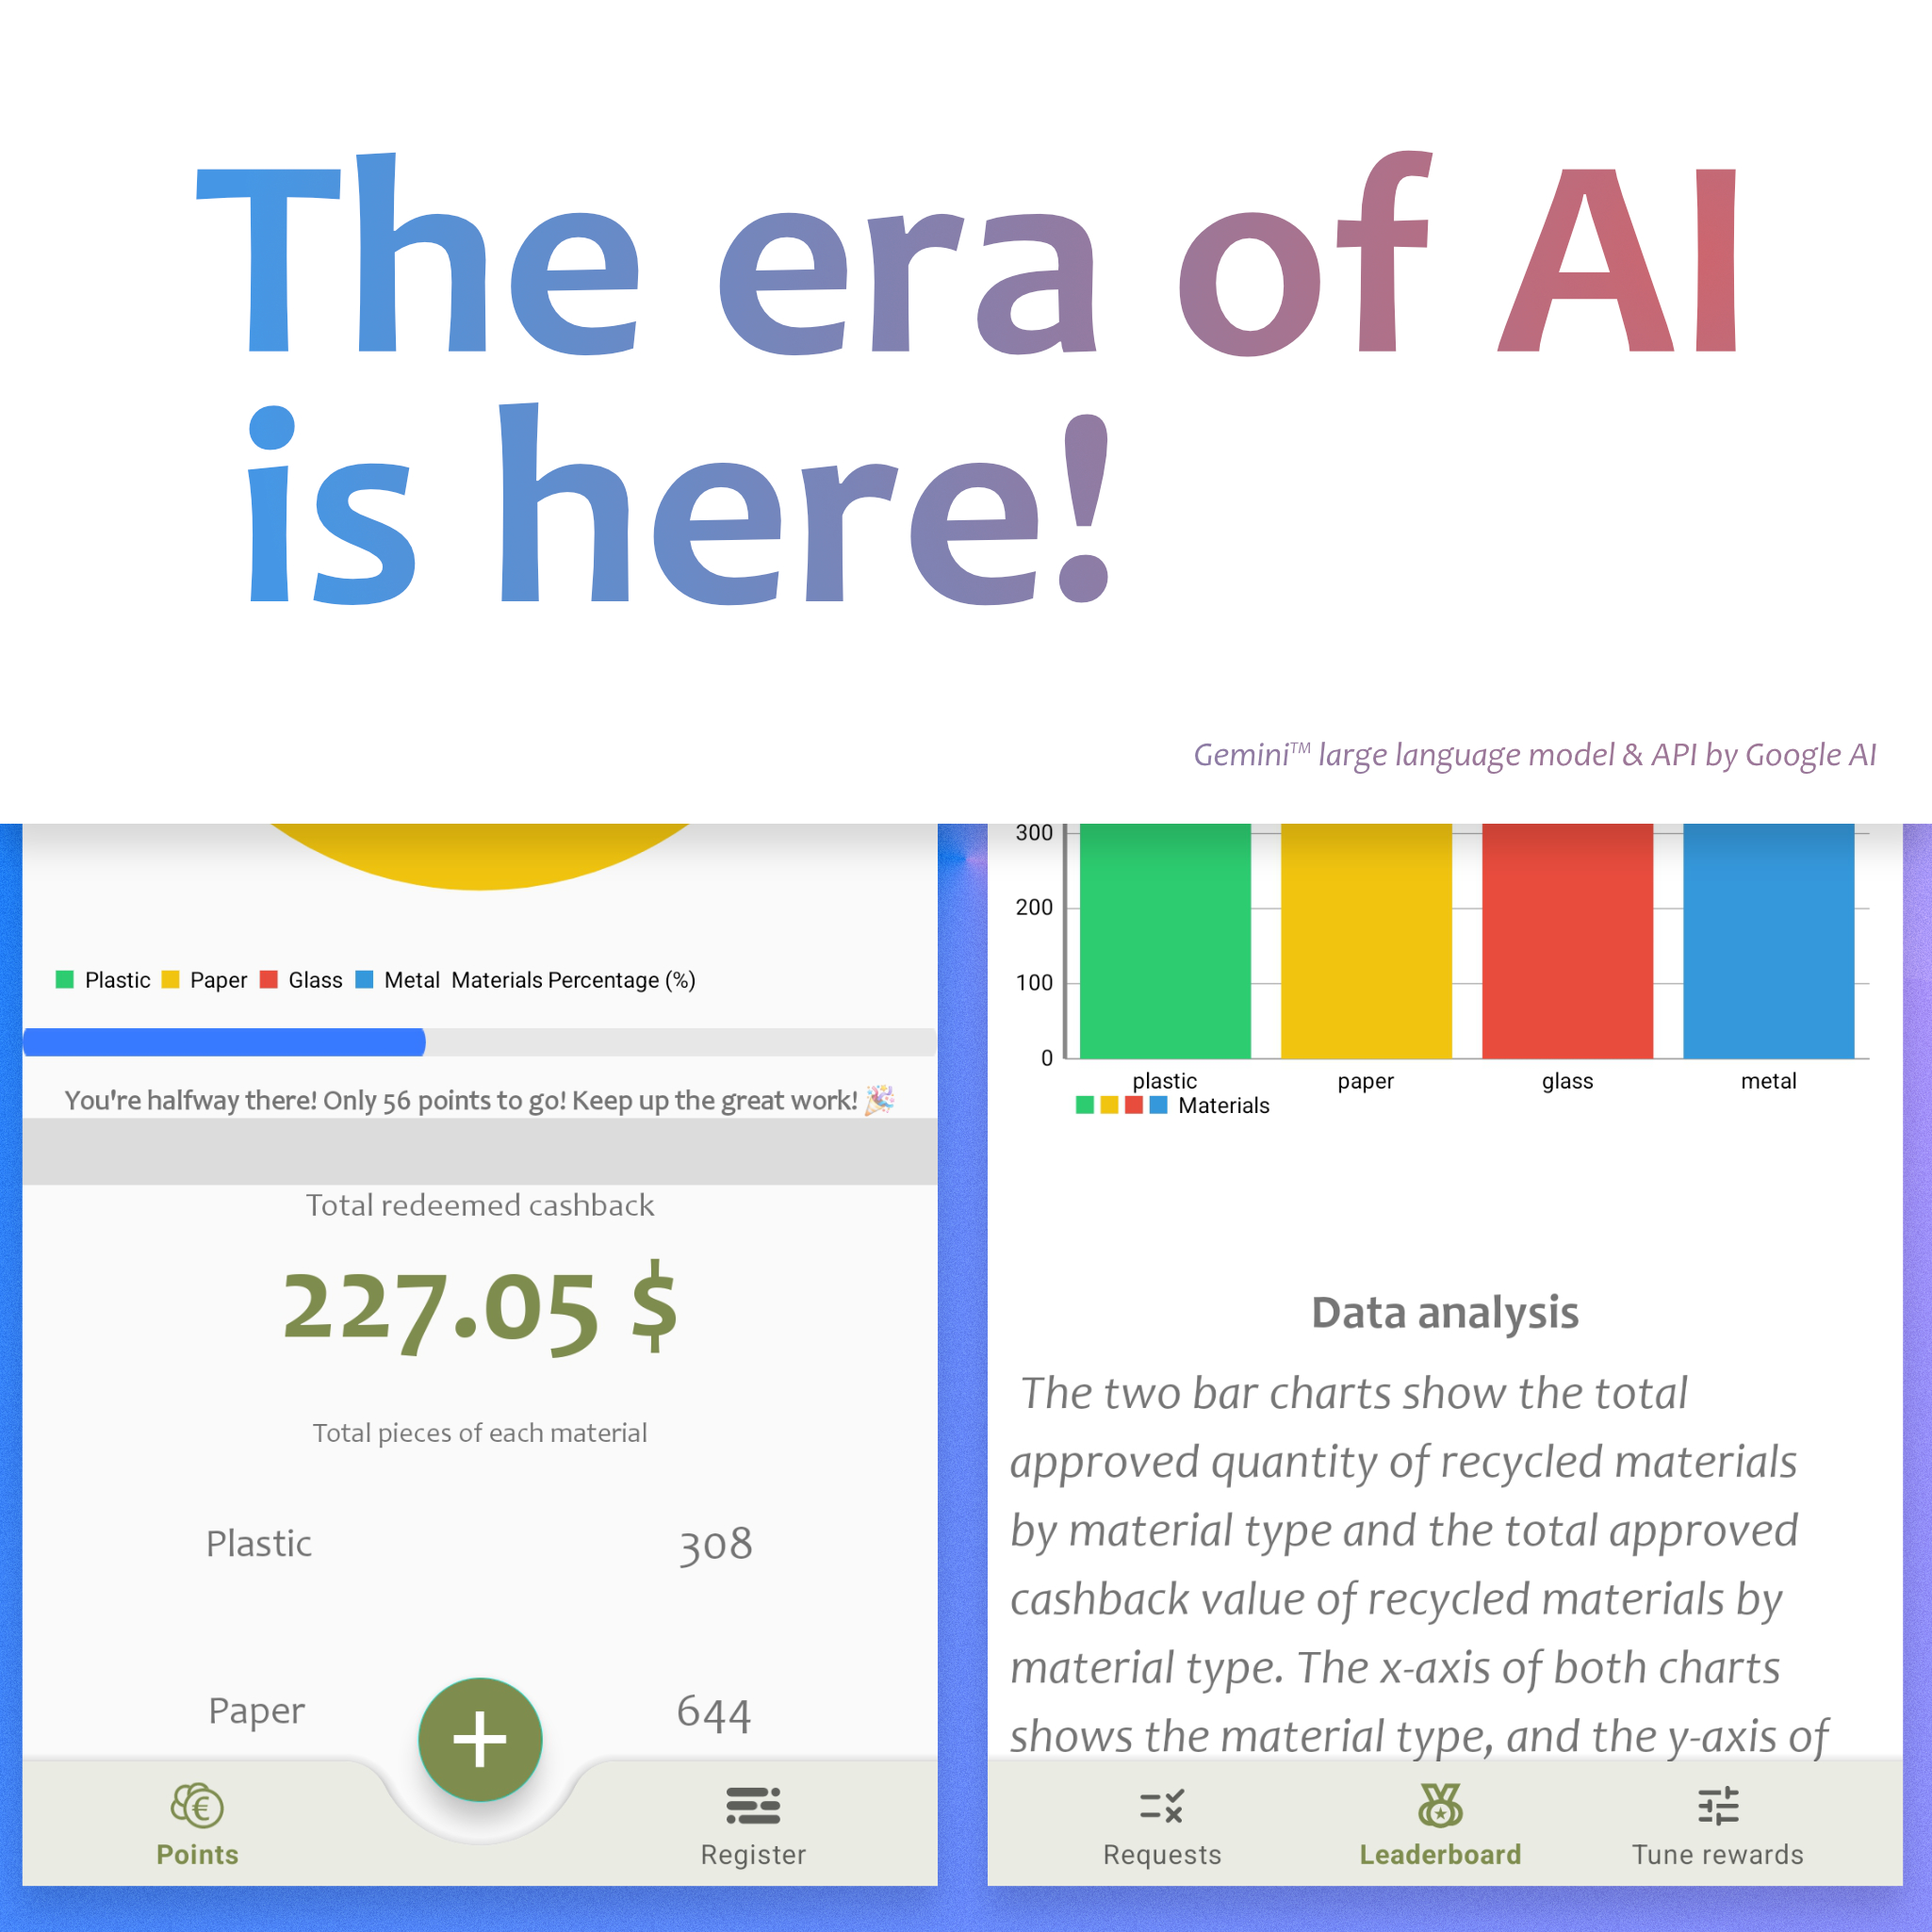 The era of AI
is here!
Gemini™ large language model & API by Google AI
Plastic Paper Glass Metal Materials Percentage (%)
You're halfway there! Only 56 points to go! Keep up the great work! 🎉
Total redeemed cashback
227.05 $
Total pieces of each material
Plastic 308
Paper 644
+
€
Points Register
300
200
100
0
plastic paper glass metal
Materials
Data analysis
The two bar charts show the total
approved quantity of recycled materials
by material type and the total approved
cashback value of recycled materials by
material type. The x-axis of both charts
shows the material type, and the y-axis of
Requests Leaderboard Tune rewards